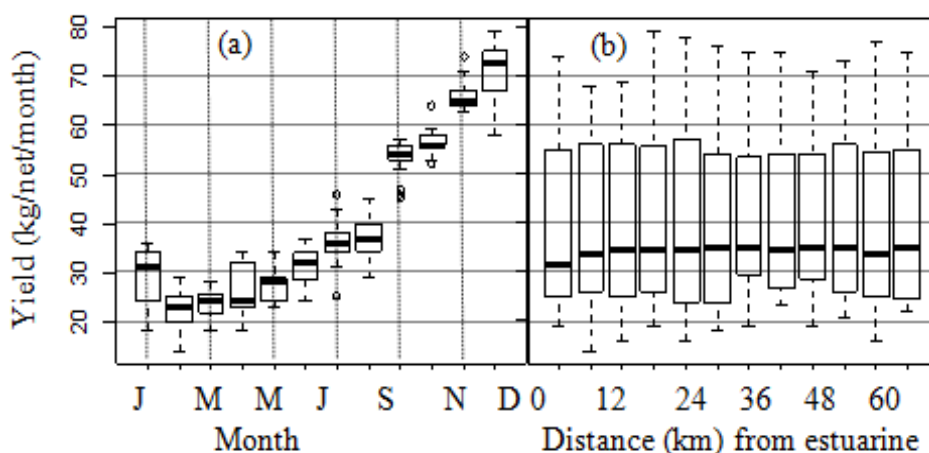 (a) (b)
80
70
60
50
40
30
20
Yield (kg/net/month)
J M M J S N D 0 12 24 36 48 60
Month Distance (km) from estuarine